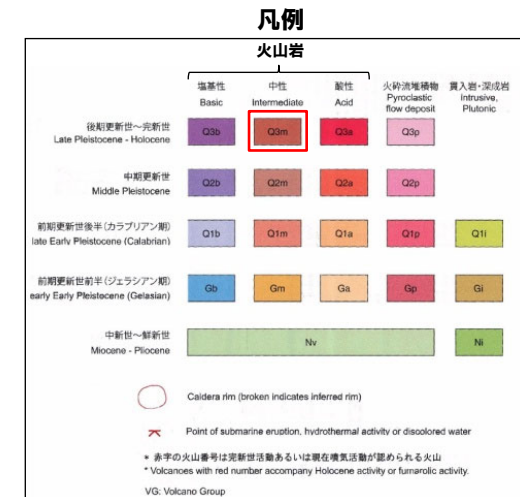 凡例
火山岩
塩基性 中性 酸性 火砕流堆積物 貫入岩・深成岩
Basic Intermediate Acid Pyroclastic flow deposit Intrusive, Plutonic
後期更新世～完新世
Late Pleistocene - Holocene
Q3b Q3m Q3a Q3p
中期更新世
Middle Pleistocene
Q2b Q2m Q2a Q2p
前期更新世後半(カラブリアン期)
late Early Pleistocene (Calabrian)
Q1b Q1m Q1a Q1p Q1i
前期更新世前半(ジェラシアン期)
early Early Pleistocene (Gelasian)
Gb Gm Ga Gp Gi
中新世～鮮新世
Miocene - Pliocene
Nv Ni
Caldera rim (broken indicates inferred rim)
Point of submarine eruption, hydrothermal activity or discolored water
* 赤字の火山番号は完新世活動あるいは現在噴気活動が認められる火山
* Volcanoes with red number accompany Holocene activity or fumarolic activity.
VG: Volcano Group